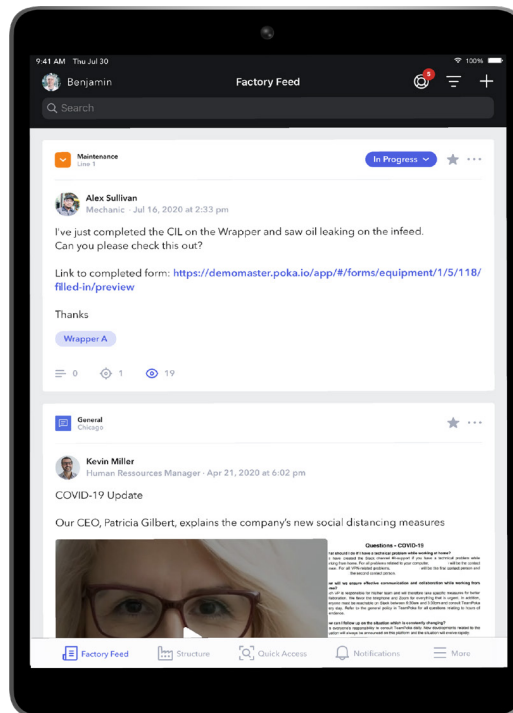 9:41 AM Thu Jul 30
100%
Benjamin
Factory Feed
5
Search
Maintenance
Line 1
In Progress
Alex Sullivan
Mechanic · Jul 16, 2020 at 2:33 pm
I've just completed the CIL on the Wrapper and saw oil leaking on the infeed.
Can you please check this out?
Link to completed form: https://demomaster.poka.io/app/#/forms/equipment/1/5/118/
filled-in/preview
Thanks
Wrapper A
0
1
19
General
Chicago
Kevin Miller
Human Ressources Manager · Apr 21, 2020 at 6:02 pm
COVID-19 Update
Our CEO, Patricia Gilbert, explains the company's new social distancing measures
Questions - COVID-19
Factory Feed
Structure
Quick Access
Notifications
More